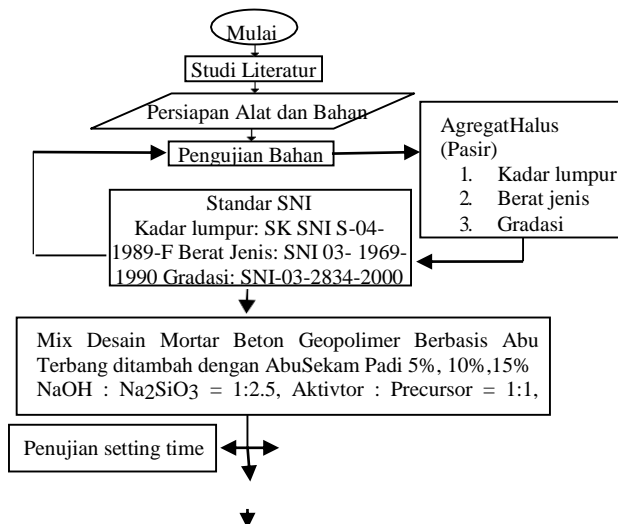 Mulai
Studi Literatur
Persiapan Alat dan Bahan
Pengujian Bahan
AgregatHalus
(Pasir)
1. Kadar lumpur
2. Berat jenis
3. Gradasi
Standar SNI
Kadar lumpur: SK SNI S-04-
1989-F Berat Jenis: SNI 03- 1969-
1990 Gradasi: SNI-03-2834-2000
Mix Desain Mortar Beton Geopolimer Berbasis Abu
Terbang ditambah dengan AbuSekam Padi 5%, 10%,15%
NaOH : Na2SiO3 = 1:2.5, Aktivtor : Precursor = 1:1,
Penujian setting time